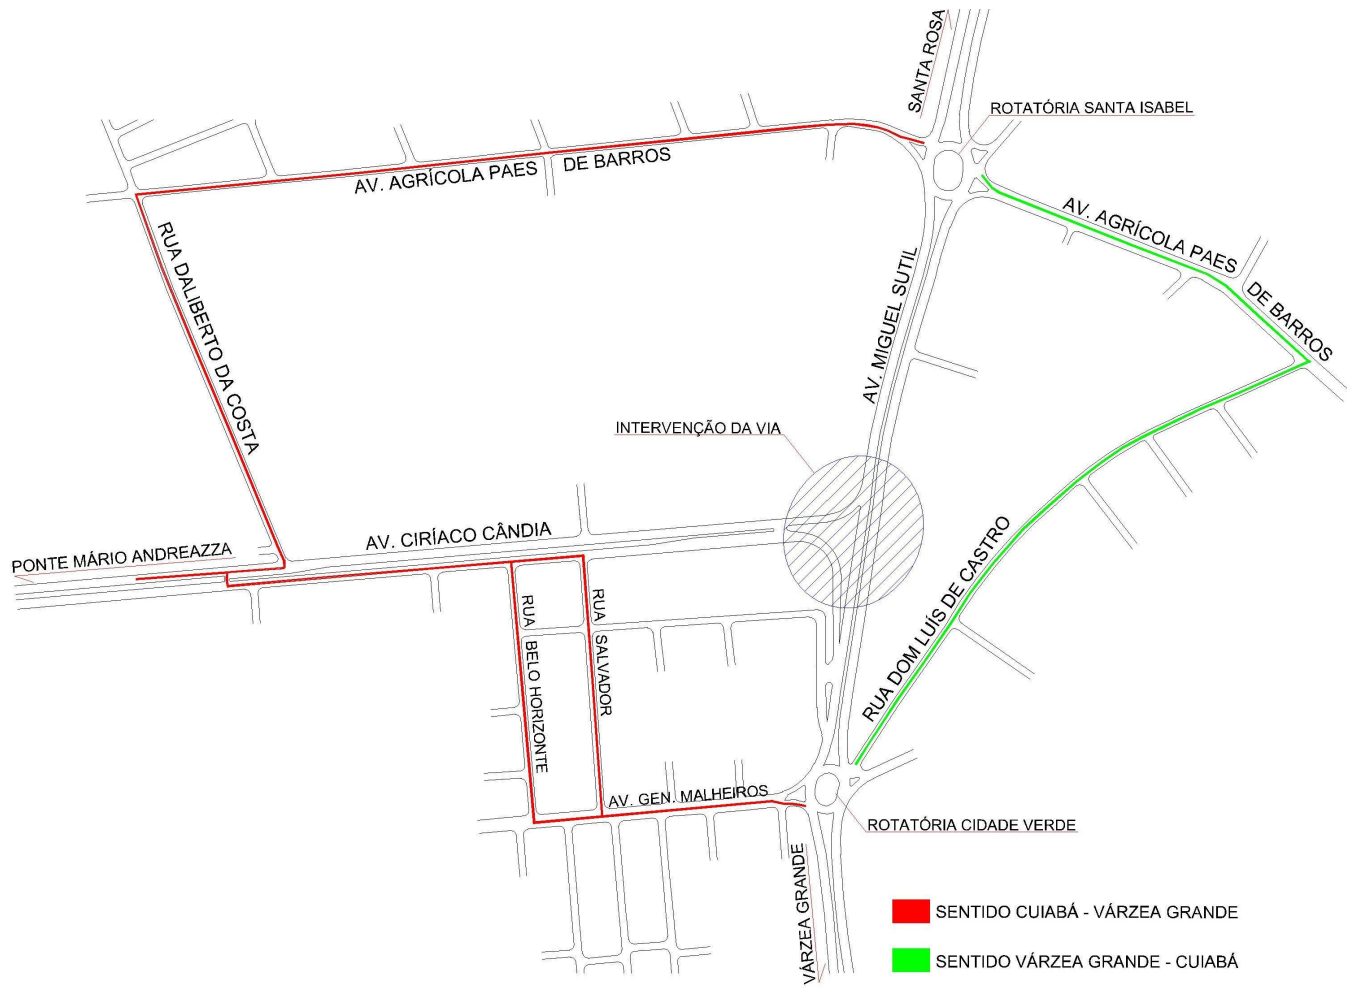 SANTA ROSA
ROTATÓRIA SANTA ISABEL
AV. AGRÍCOLA PAES DE BARROS
RUA DALIBERTO DA COSTA
AV. AGRÍCOLA PAES
DE BARROS
AV. MIGUEL SUTIL
INTERVENÇÃO DA VIA
AV. CIRÍACO CÂNDIA
PONTE MÁRIO ANDREAZZA
RUA BELO HORIZONTE
RUA SALVADOR
RUA DOM LUÍS DE CASTRO
AV. GEN. MALHEIROS
ROTATÓRIA CIDADE VERDE
VÁRZEA GRANDE
SENTIDO CUIABÁ - VÁRZEA GRANDE
SENTIDO VÁRZEA GRANDE - CUIABÁ